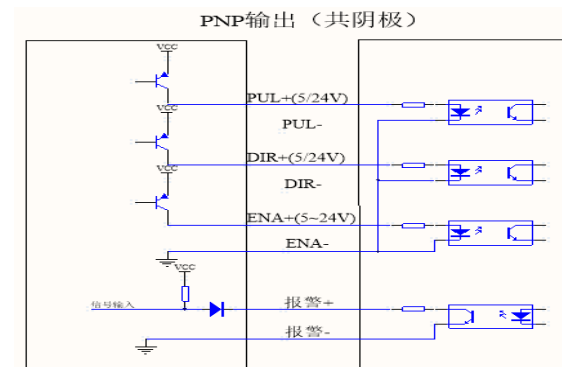 PNP输出（共阴极）
VCC
PUL+(5/24V)
VCC
PUL-
DIR+(5/24V)
VCC
DIR-
ENA+(5~24V)
ENA-
VCC
信号输入
报警+
报警-